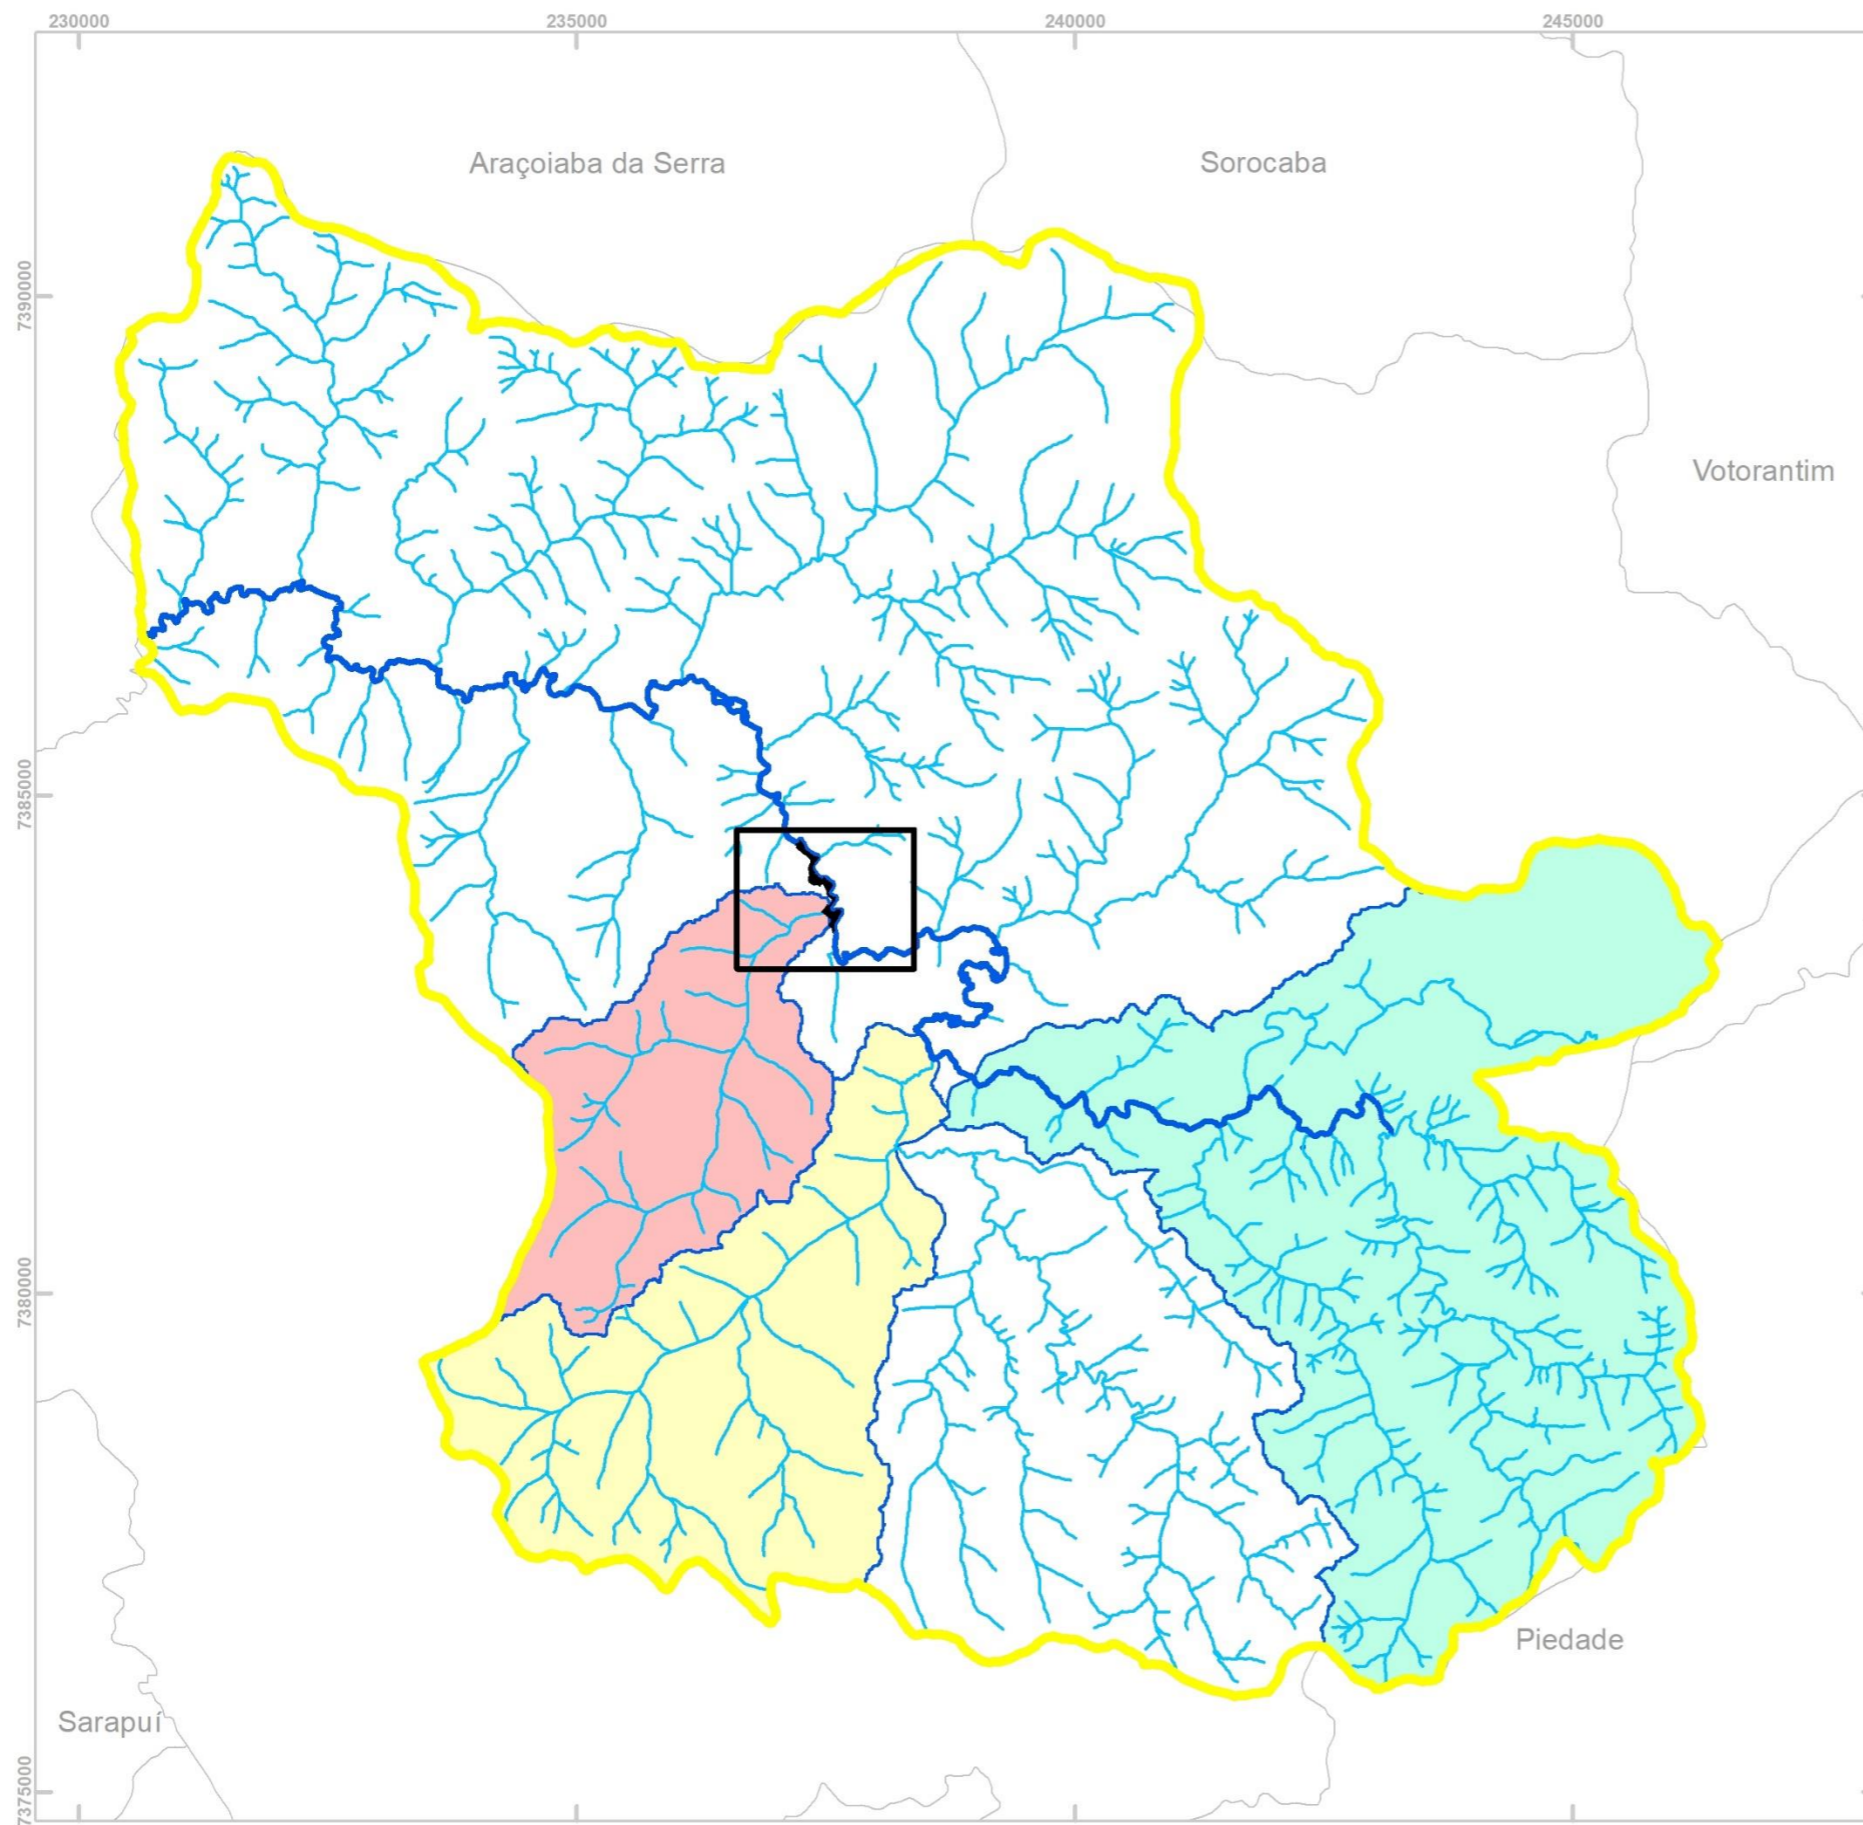 230000 235000 240000 245000
Araçoiaba da Serra
Sorocaba
7390000
Votorantim
7385000
7380000
Piedade
Sarapuí
7375000